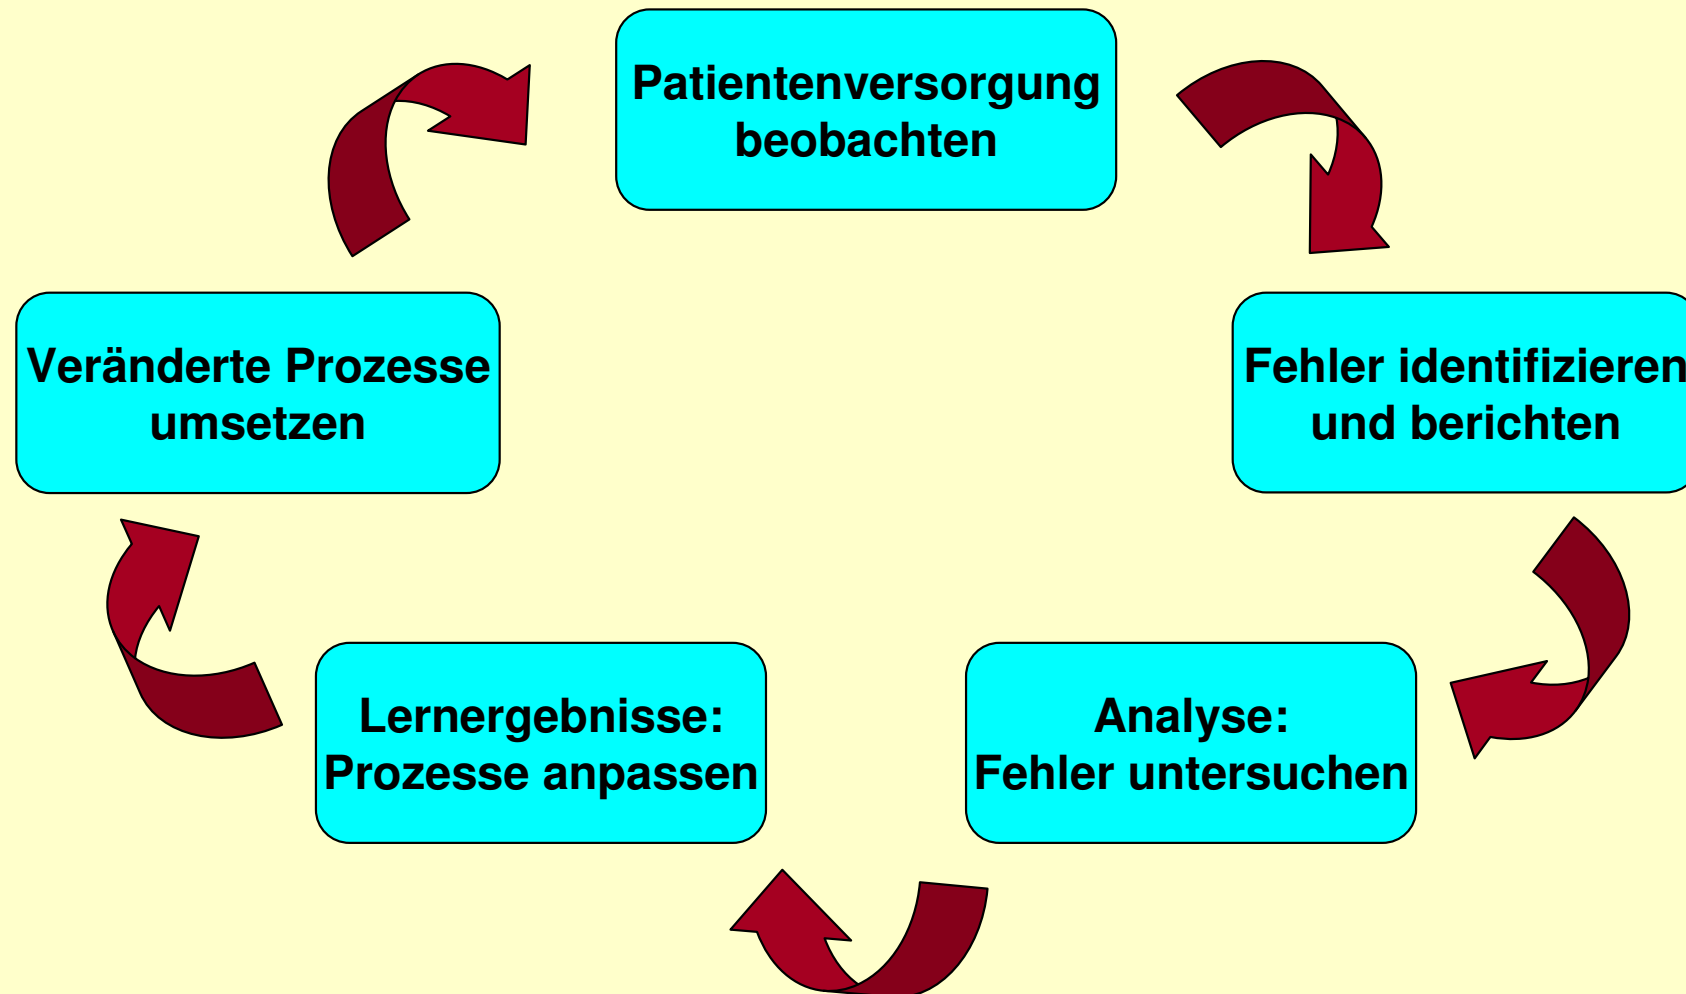 Patientenversorgung
beobachten
Fehler identifizieren
und berichten
Analyse:
Fehler untersuchen
Lernergebnisse:
Prozesse anpassen
Veränderte Prozesse
umsetzen